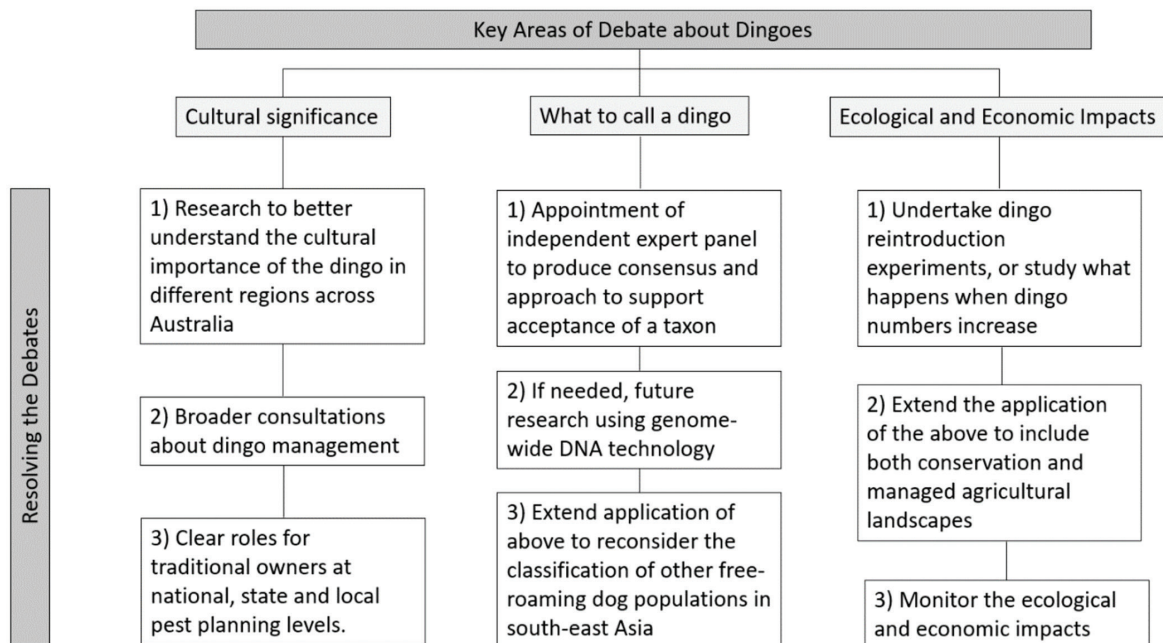 Key Areas of Debate about Dingoes
Cultural significance
What to call a dingo
Ecological and Economic Impacts
Resolving the Debates
1) Research to better
understand the cultural
importance of the dingo in
different regions across
Australia
2) Broader consultations
about dingo management
3) Clear roles for
traditional owners at
national, state and local
pest planning levels.
1) Appointment of
independent expert panel
to produce consensus and
approach to support
acceptance of a taxon
2) If needed, future
research using genome-
wide DNA technology
3) Extend application of
above to reconsider the
classification of other free-
roaming dog populations in
south-east Asia
1) Undertake dingo
reintroduction
experiments, or study what
happens when dingo
numbers increase
2) Extend the application
of the above to include
both conservation and
managed agricultural
landscapes
3) Monitor the ecological
and economic impacts